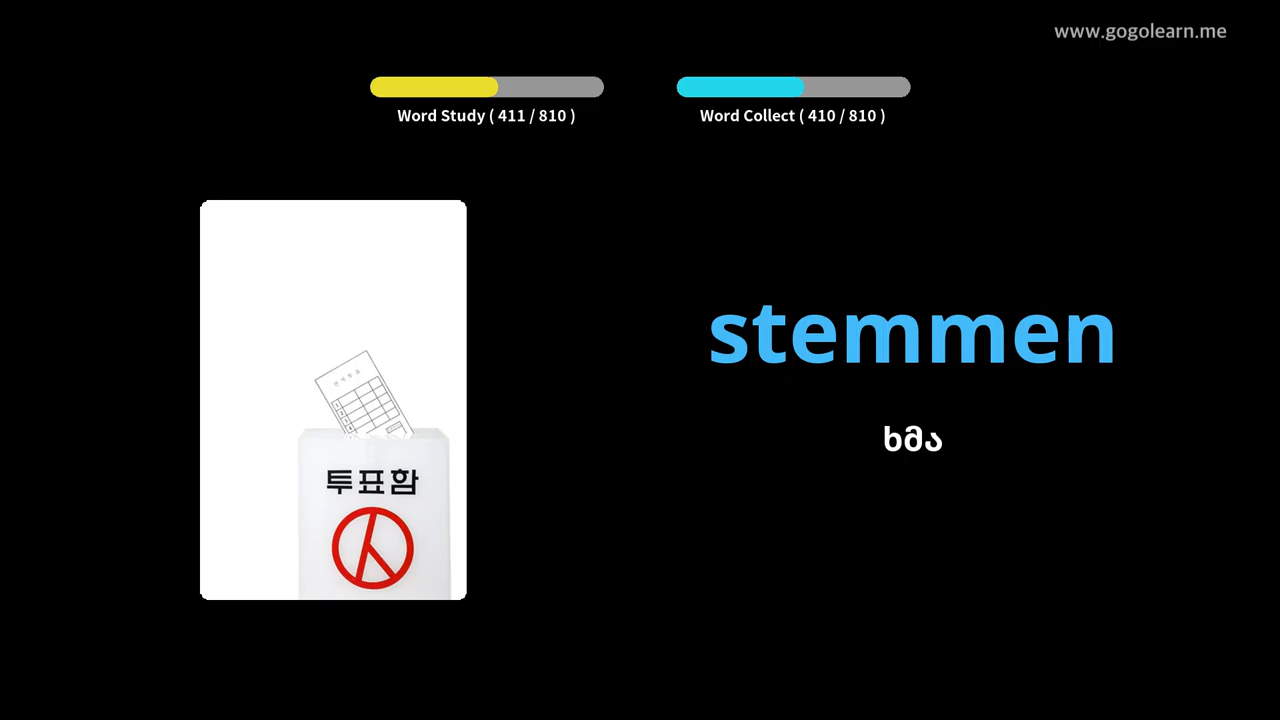 www.gogolearn.me
Word Study ( 411 / 810 )
Word Collect ( 410 / 810 )
stemmen
ხმა
투표함